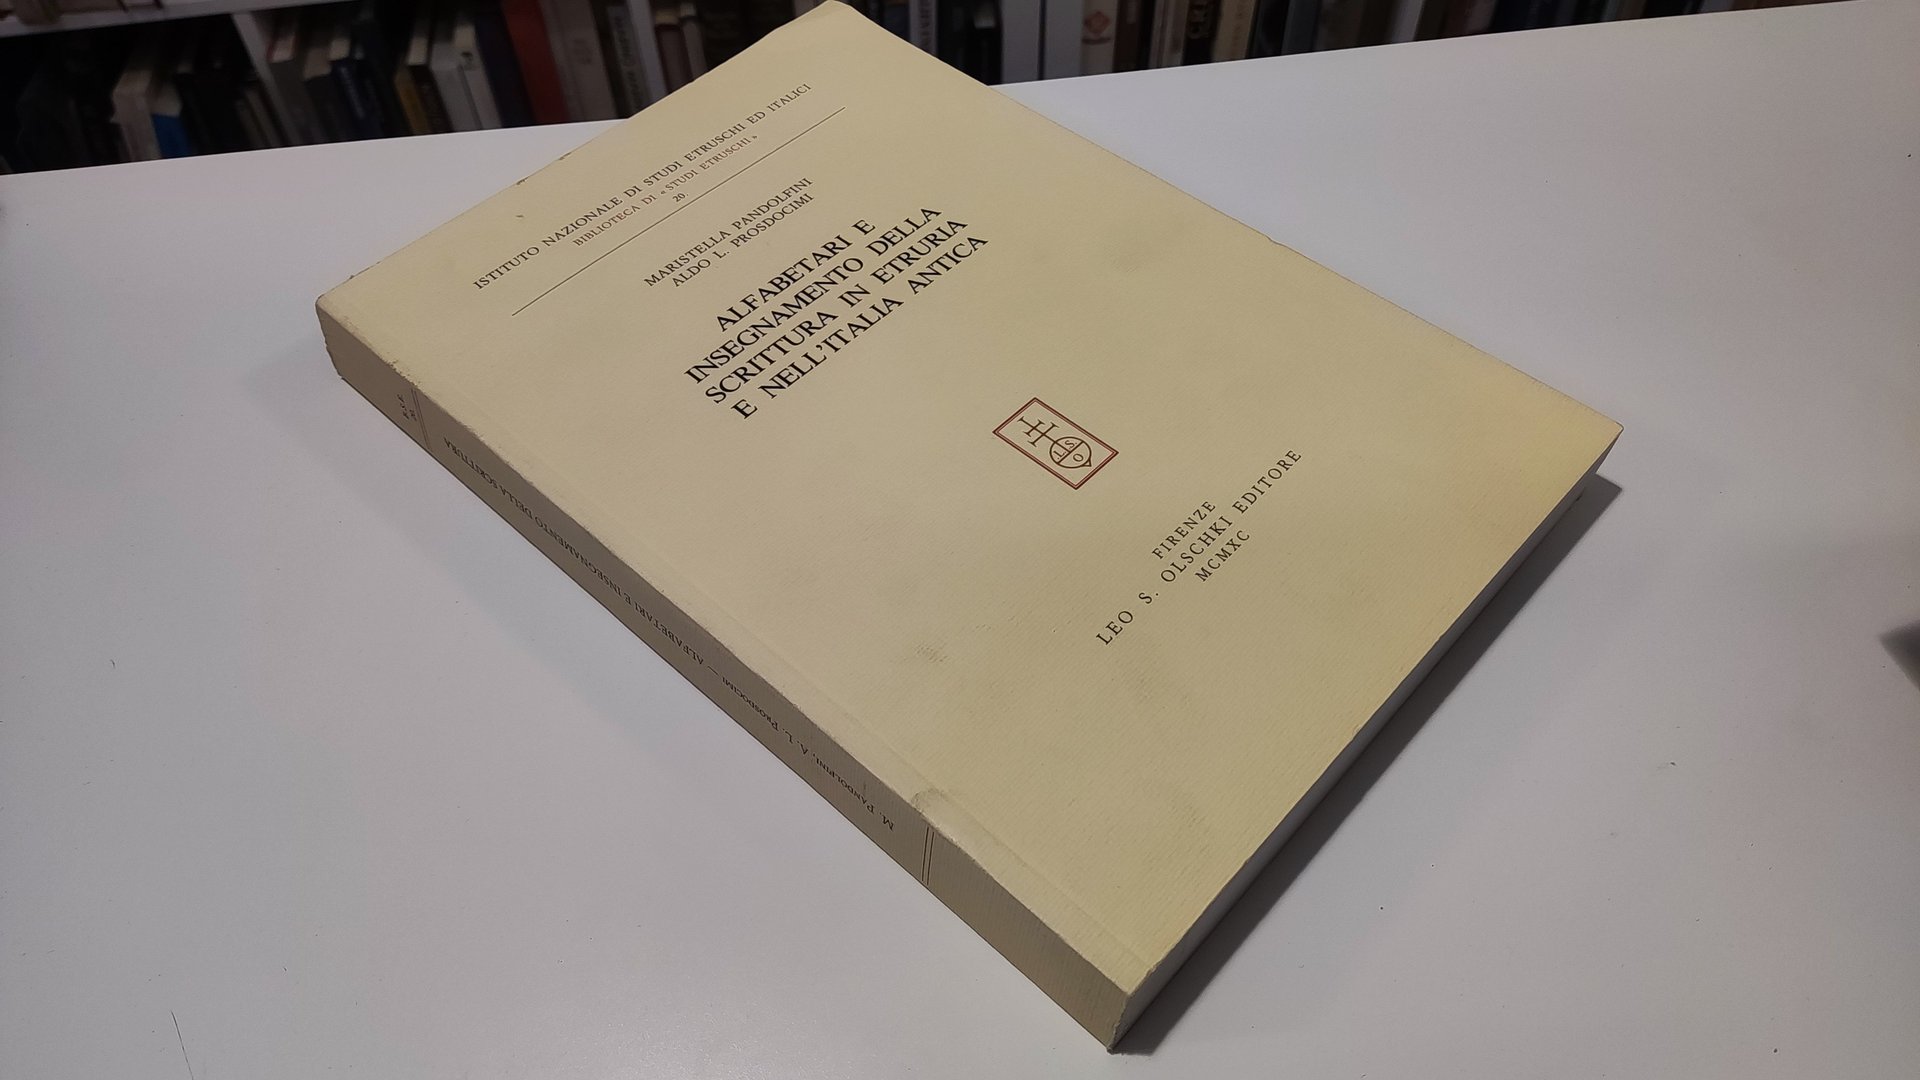 ISTITUTO NAZIONALE DI STUDI ETRUSCHI ED ITALICI
BIBLIOTECA DI «STUDI ETRUSCHI»
20.
MARISTELLA PANDOLFINI
ALDO L. PROSDOCIMI
ALFABETARI E
INSEGNAMENTO DELLA
SCRITTURA IN ETRURIA
E NELL'ITALIA ANTICA
L S
O
FIRENZE
LEO S. OLSCHKI EDITORE
MCMXC
M. PANDOLFINI, A. L. PROSDOCIMI — ALFABETARI E INSEGNAMENTO DELLA SCRITTURA